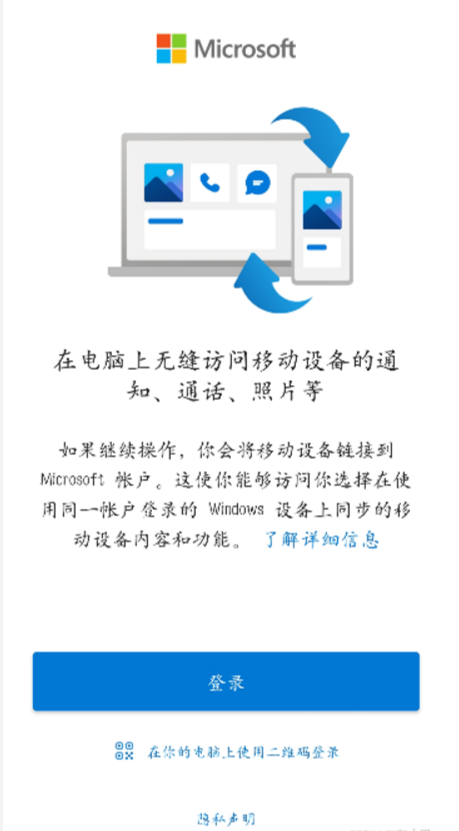 Microsoft
在电脑上无缝访问移动设备的通
知、通话、照片等
如果继续操作，你会将移动设备链接到
Microsoft 帐户。这使你能够访问你选择在使
用同一帐户登录的 Windows 设备上同步的移
动设备内容和功能。 了解详细信息
登录
在你的电脑上使用二维码登录
隐私声明